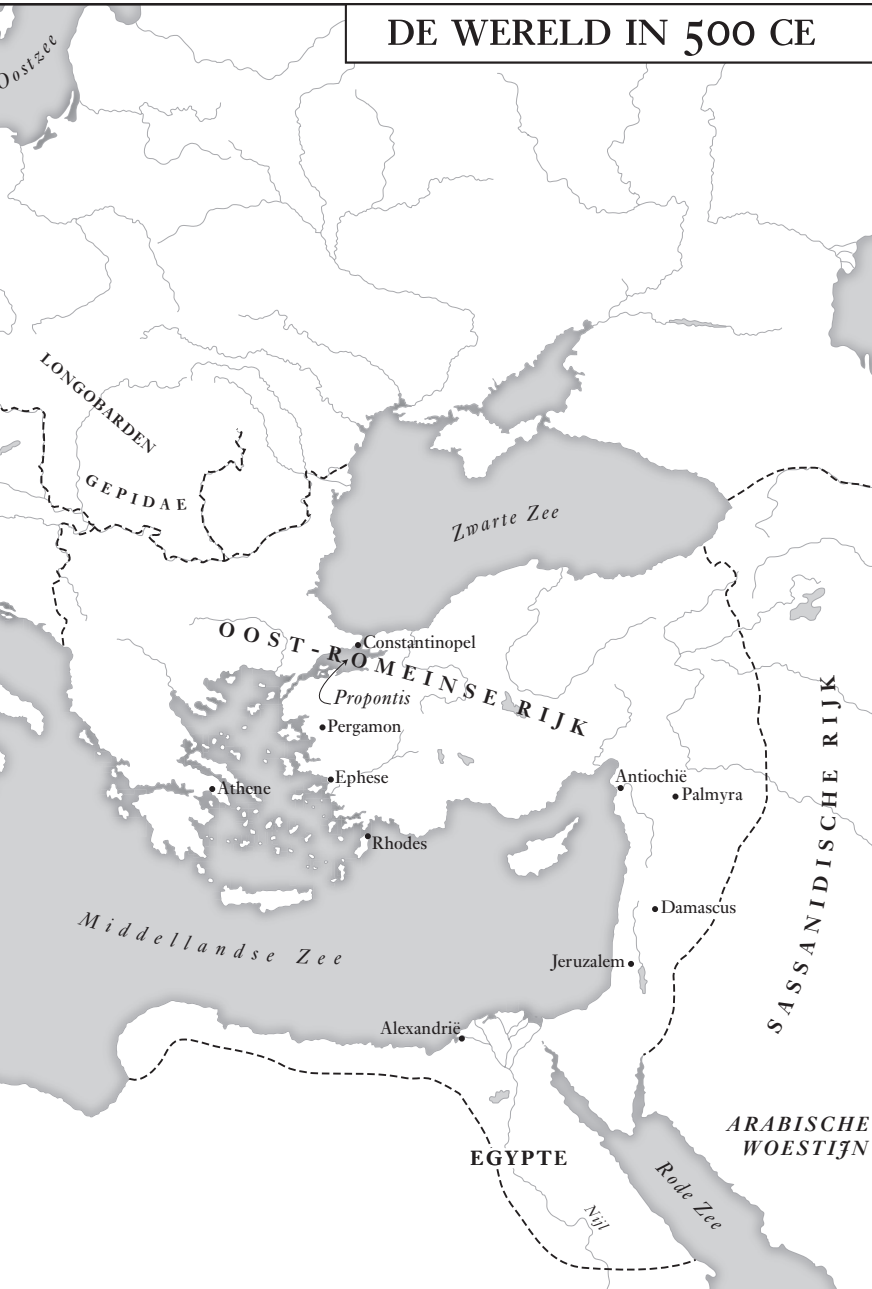 DE WERELD IN 500 CE
Oostzee
LONGOBARDEN
GEPIDAE
Zwarte Zee
OOST-ROMEINSE RIJK
Constantinopel
Propontis
Pergamon
Ephese
Athene
Rhodes
Antiochië
Palmyra
SASSANIDISCHE RIJK
Damascus
Middellandse Zee
Jeruzalem
Alexandrië
ARABISCHE
WOESTIJN
EGYPTE
Rode Zee
Nijl